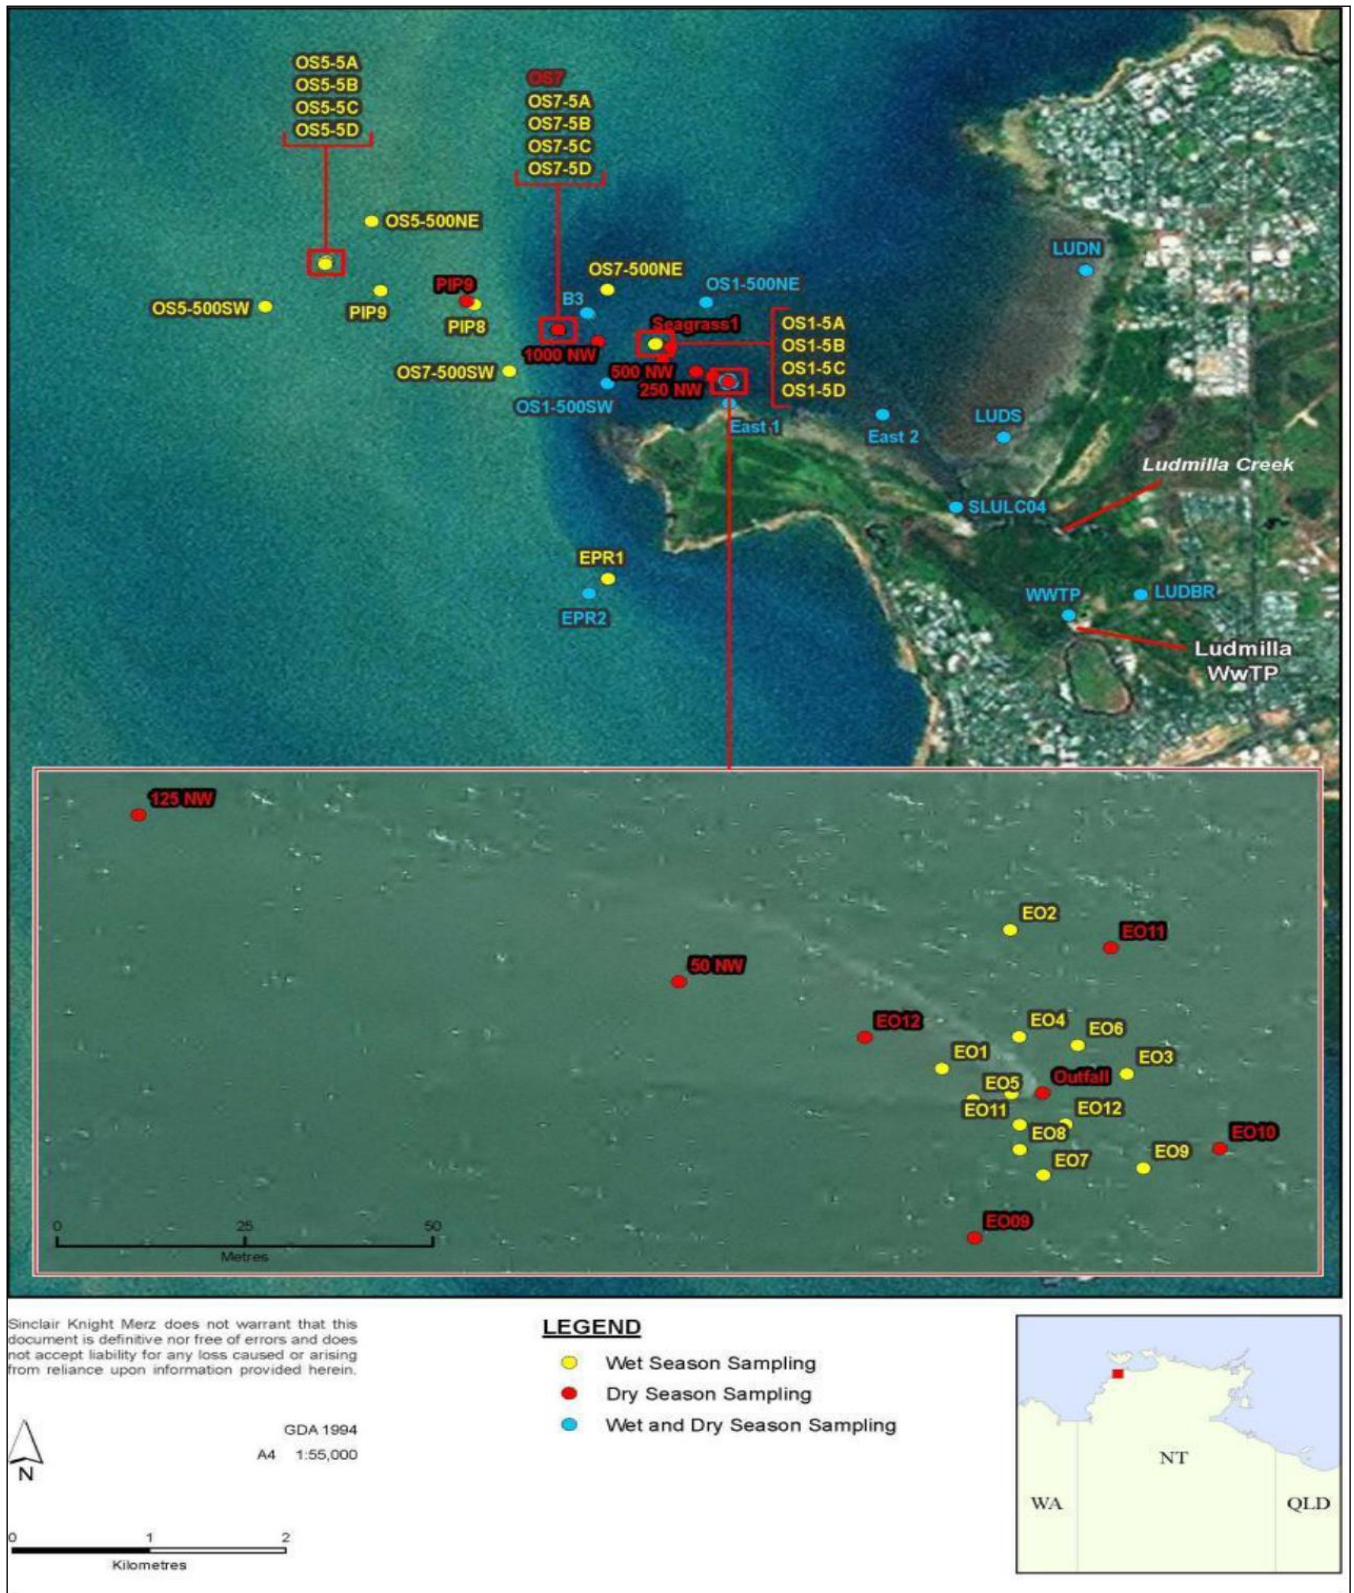 OS5-5A
OS5-5B
OS5-5C
OS5-5D
OS7
OS7-5A
OS7-5B
OS7-5C
OS7-5D
OS5-500NE
OS5-500SW
PIP9
PIP9
PIP8
OS7-500NE
B3
OS1-500NE
LUDN
Seagrass1
OS1-5A
OS1-5B
OS1-5C
OS1-5D
1000 NW
500 NW
250 NW
OS7-500SW
OS1-500SW
East 1
East 2
LUDS
Ludmilla Creek
SLULC04
EPR1
EPR2
WWTP
LUDBR
Ludmilla
WwTP
125 NW
EO2
EO11
50 NW
EO12
EO4
EO6
EO1
EO3
EO5
Outfall
EO11
EO12
EO8
EO10
EO7
EO9
EO09
0 25 50
Metres
Sinclair Knight Merz does not warrant that this
document is definitive nor free of errors and does
not accept liability for any loss caused or arising
from reliance upon information provided herein.
GDA 1994
A4 1:55,000
N
0 1 2
Kilometres
LEGEND
Wet Season Sampling
Dry Season Sampling
Wet and Dry Season Sampling
NT
WA
QLD